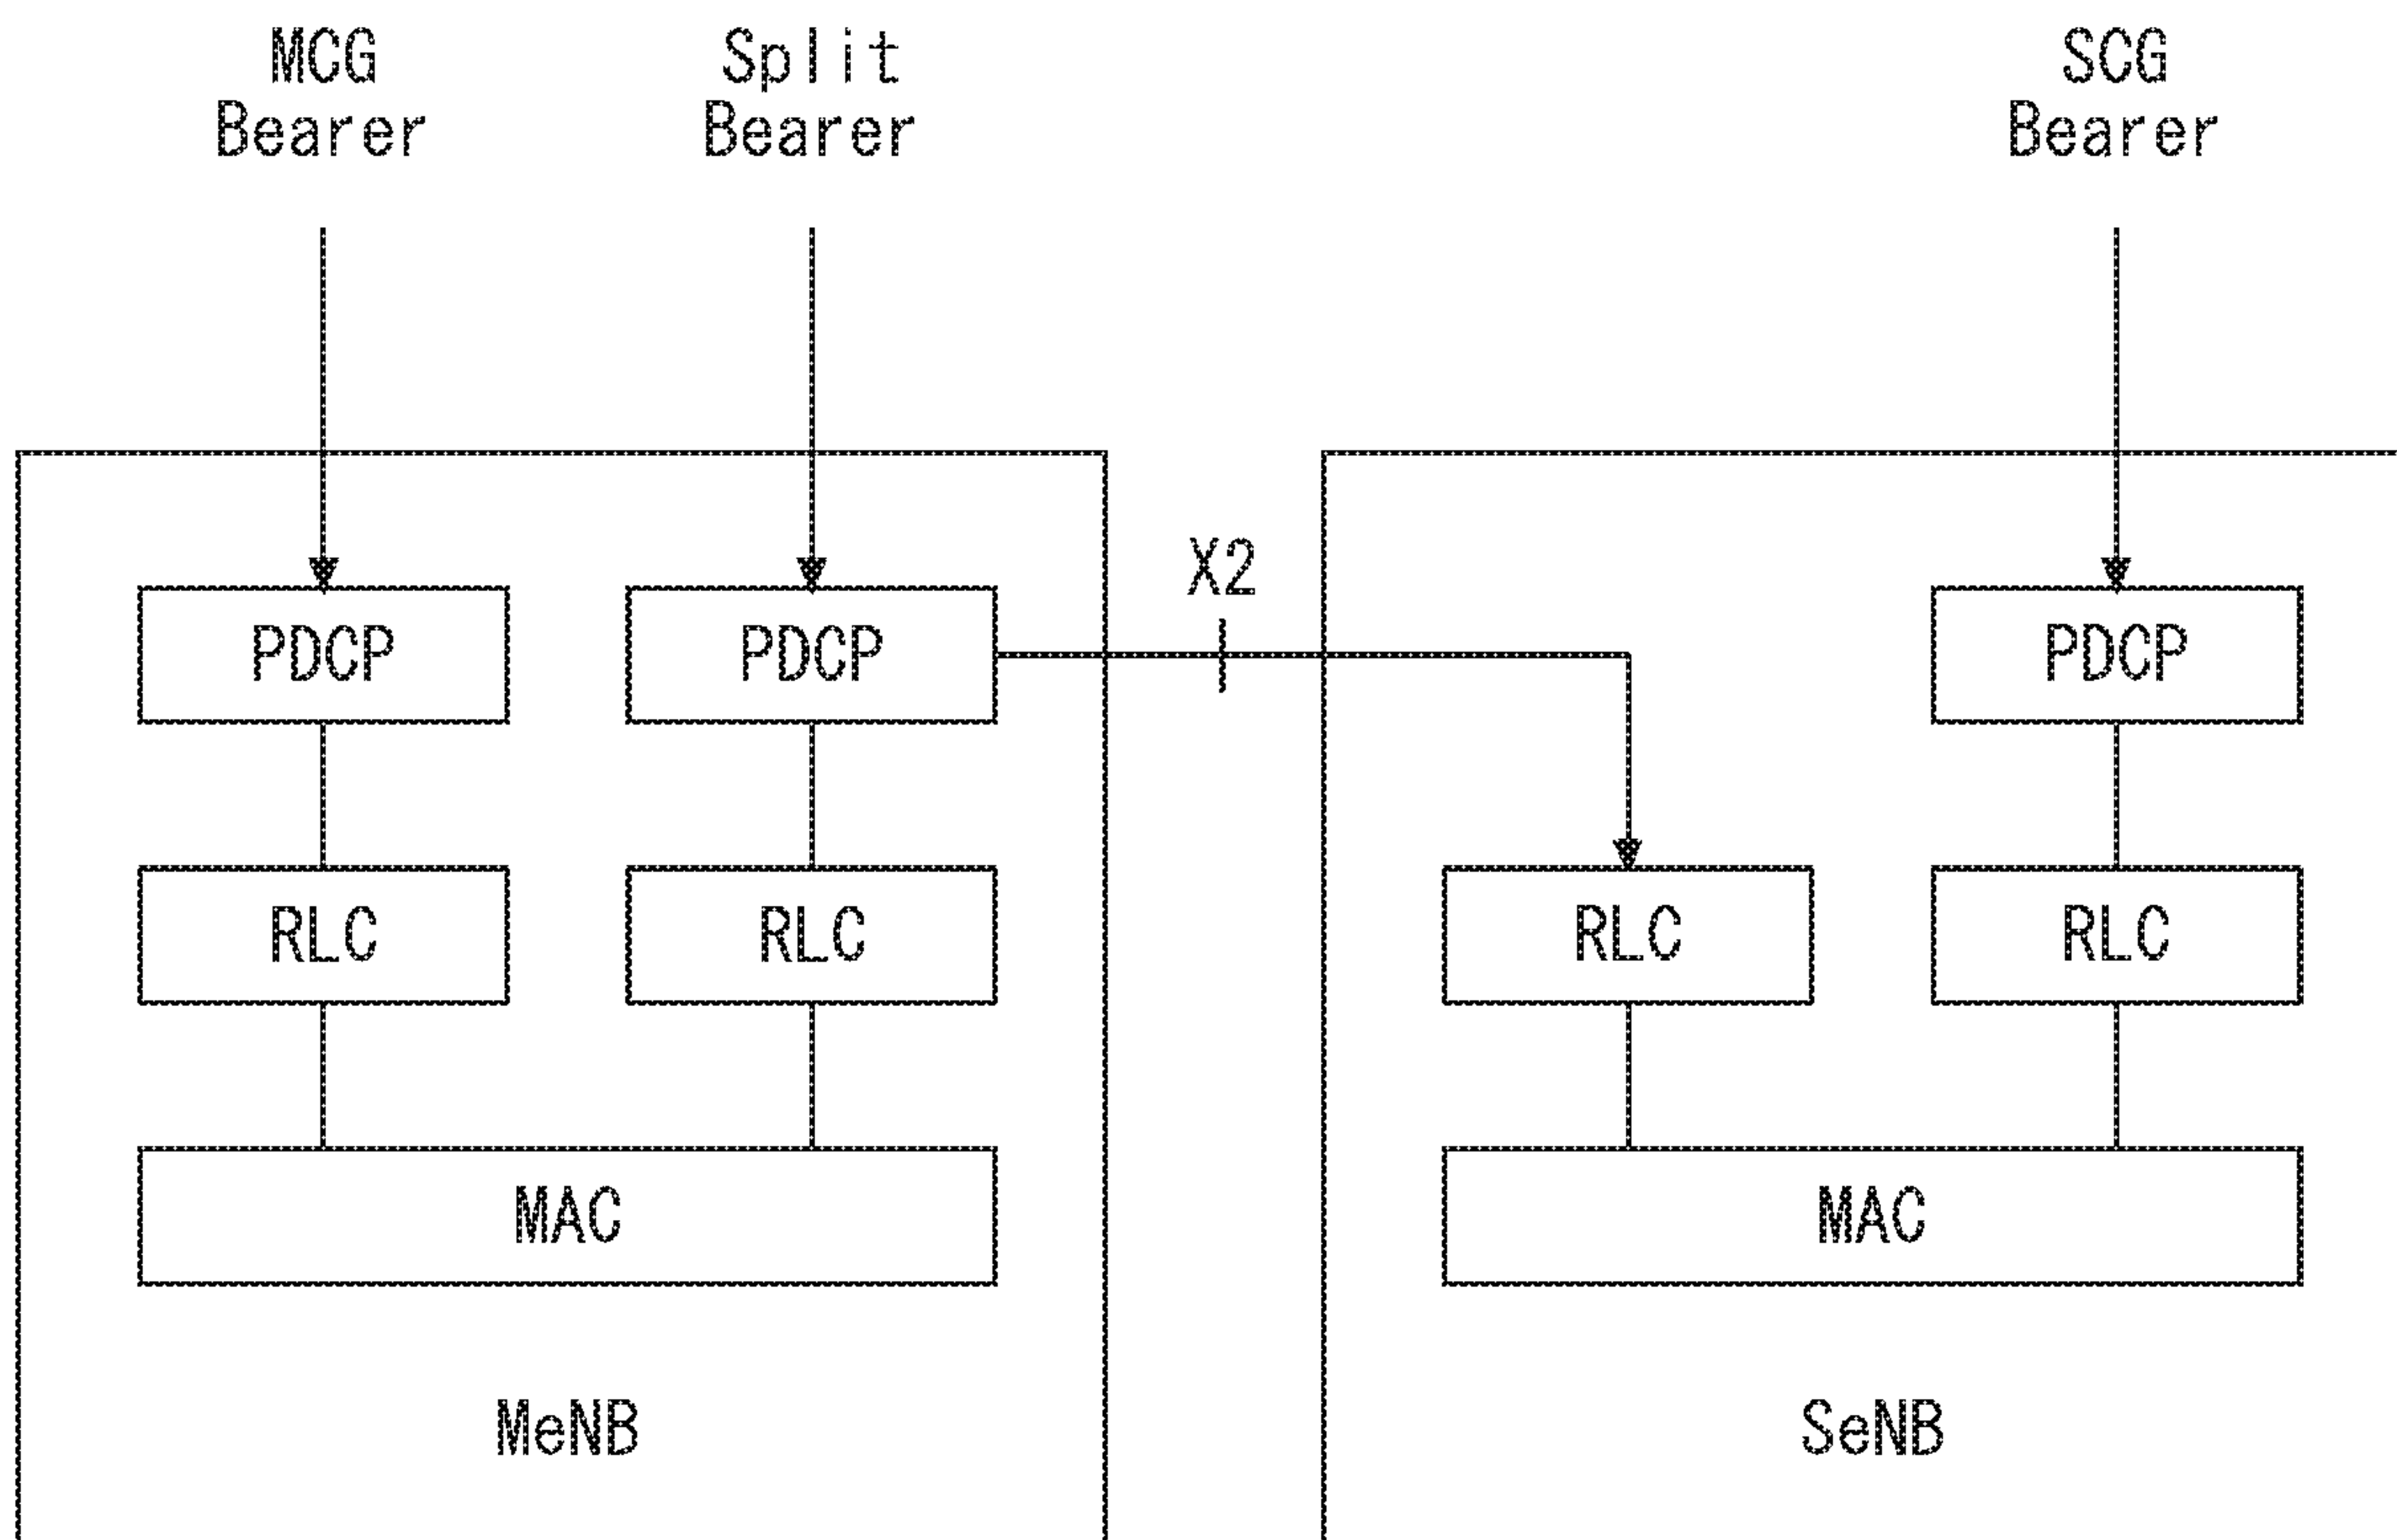 MCG
Bearer
Split
Bearer
SCG
Bearer
X2
PDCP
PDCP
PDCP
RLC
RLC
RLC
RLC
MAC
MAC
MeNB
SeNB